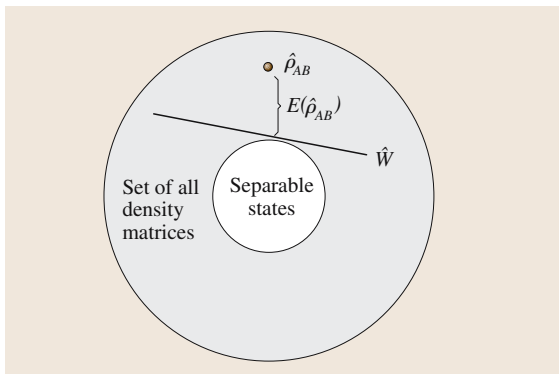 ρ̂_AB
E(ρ̂_AB)
Ŵ
Set of all
density
matrices
Separable
states